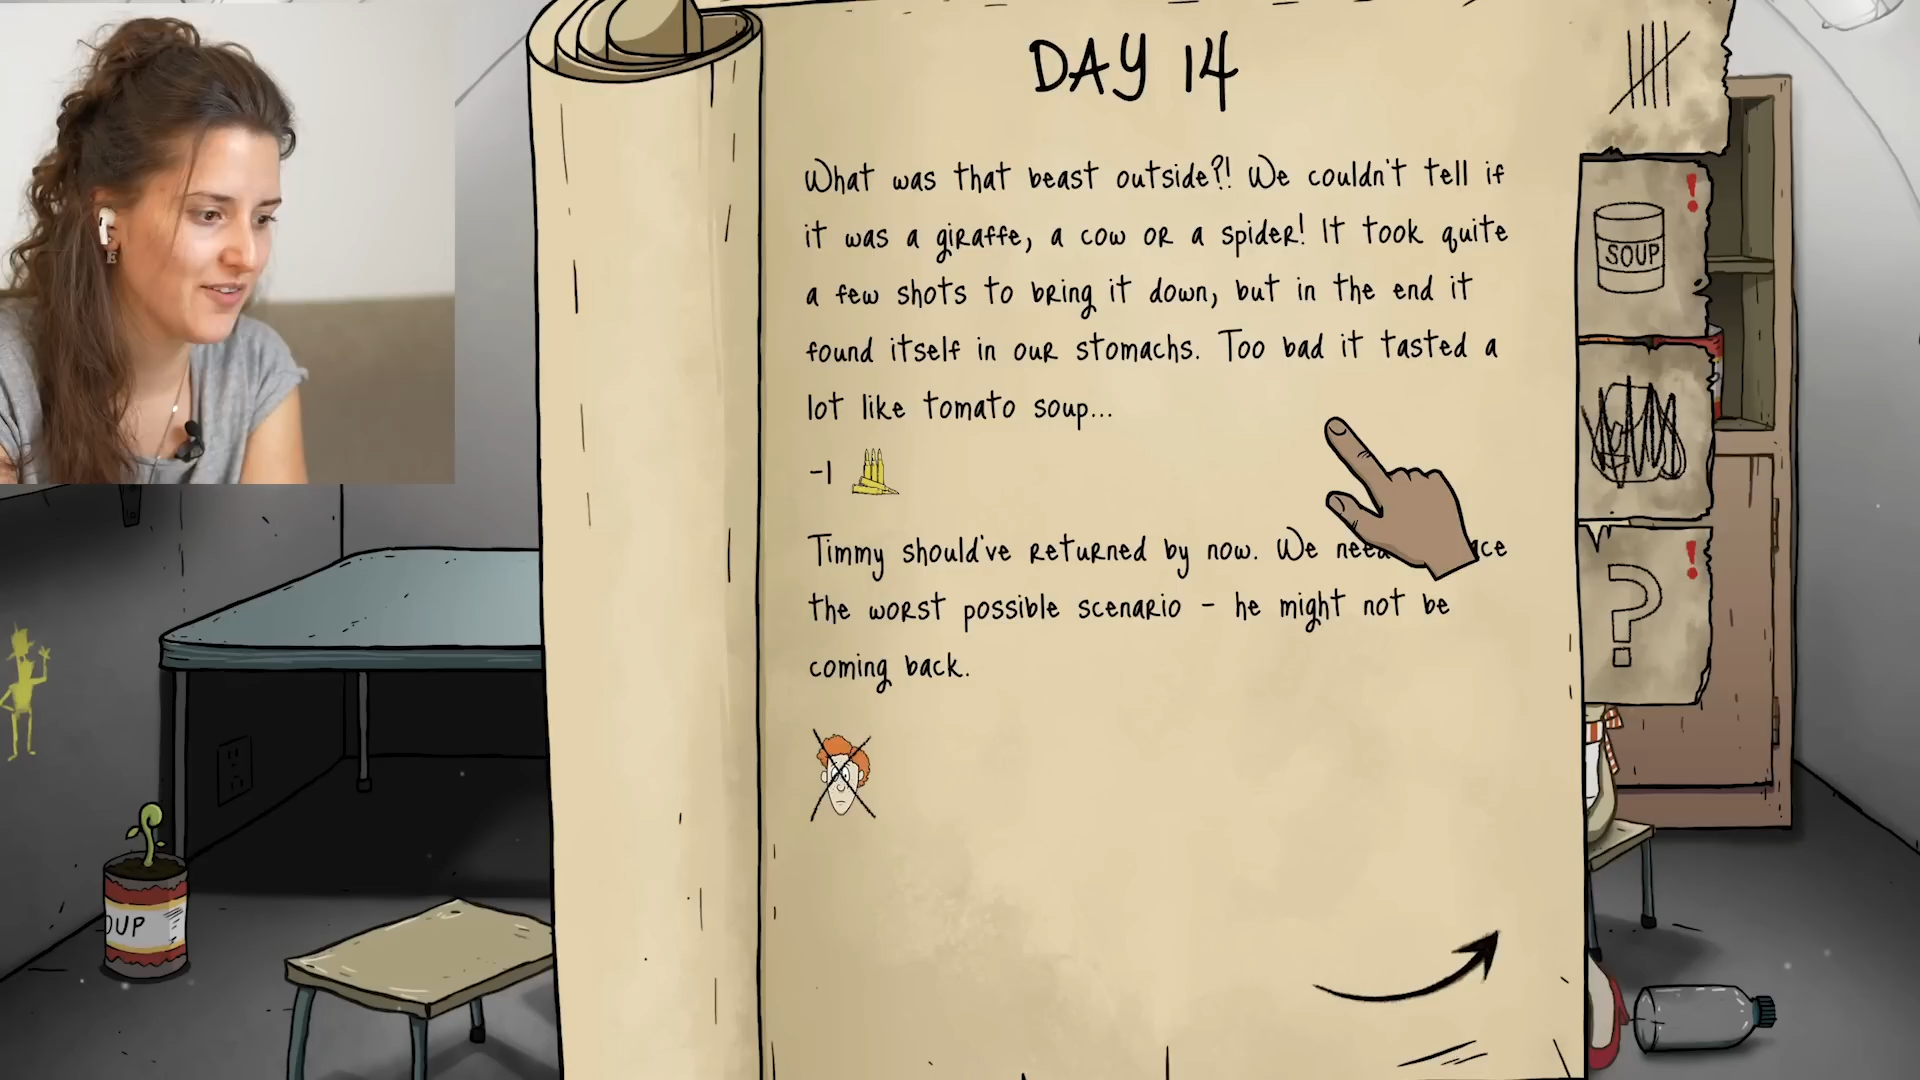 DAY 14
What was that beast outside?! We couldn't tell if
it was a giraffe, a cow or a spider! It took quite
a few shots to bring it down, but in the end it
found itself in our stomachs. Too bad it tasted a
lot like tomato soup...
-1
Timmy should've returned by now. We
the worst possible scenario - he might not be
coming back.
!
SOUP
!
?
OUP